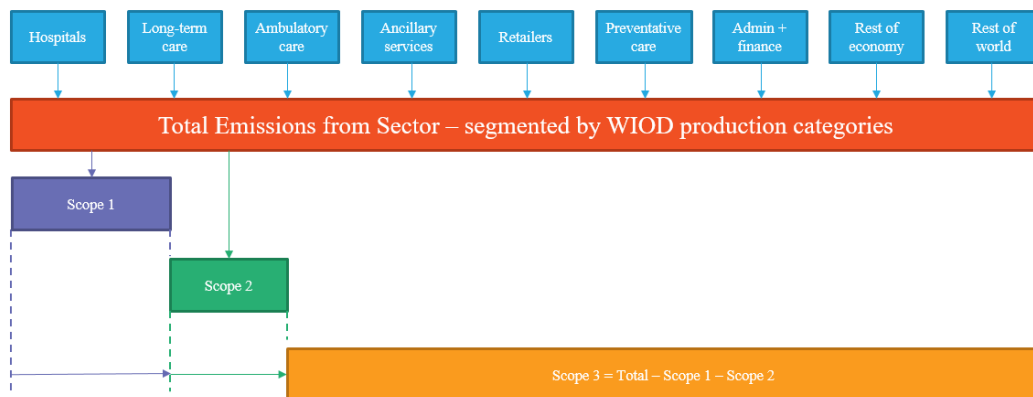 Hospitals
Long-term
care
Ambulatory
care
Ancillary
services
Retailers
Preventative
care
Admin +
finance
Rest of
economy
Rest of
world
Total Emissions from Sector – segmented by WIOD production categories
Scope 1
Scope 2
Scope 3 = Total – Scope 1 – Scope 2